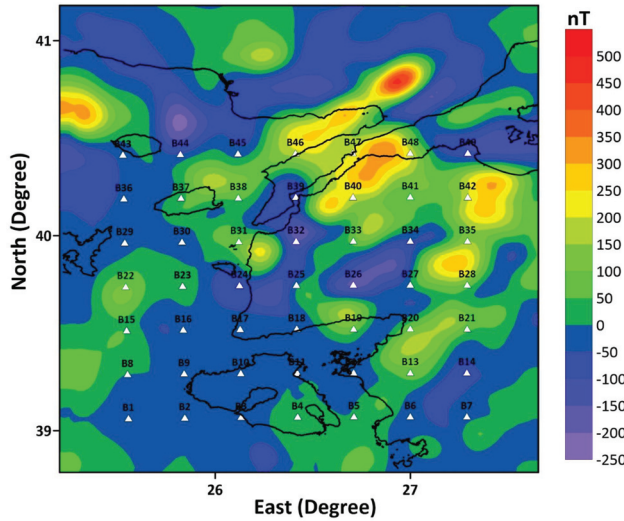 nT
41
500
450
400
350
B43 B44 B45 B46 B47 B48 B49
300
B36 B37 B38 B39 B40 B41 B42
250
North (Degree)
200
40
B29 B30 B31 B32 B33 B34 B35
150
100
B22 B23 B24 B25 B26 B27 B28
50
B15 B16 B17 B18 B19 B20 B21
0
-50
B8 B9 B10 B11 B13 B14
-100
39
B1 B2 B3 B4 B5 B6 B7
-150
-200
-250
26 27
East (Degree)